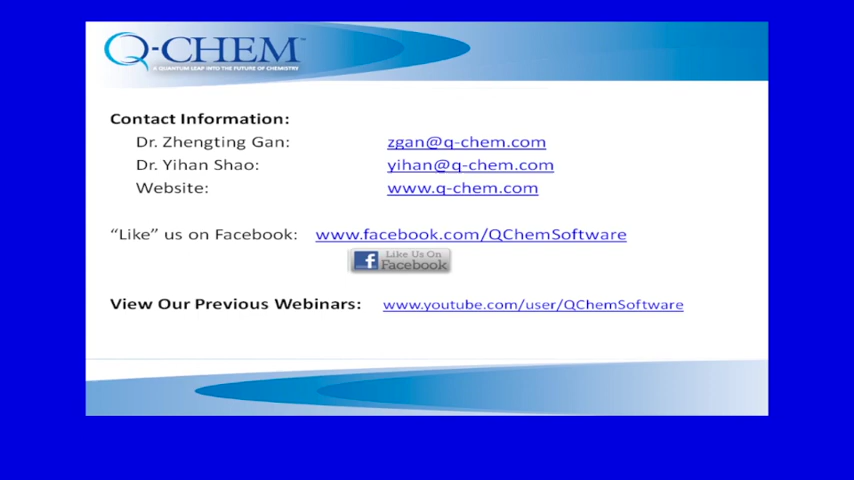 Q-CHEM™
A QUANTUM LEAP INTO THE FUTURE OF CHEMISTRY
Contact Information:
Dr. Zhengting Gan: zgan@q-chem.com
Dr. Yihan Shao: yihan@q-chem.com
Website: www.q-chem.com
“Like” us on Facebook: www.facebook.com/QChemSoftware
f Like Us On
Facebook
View Our Previous Webinars: www.youtube.com/user/QChemSoftware